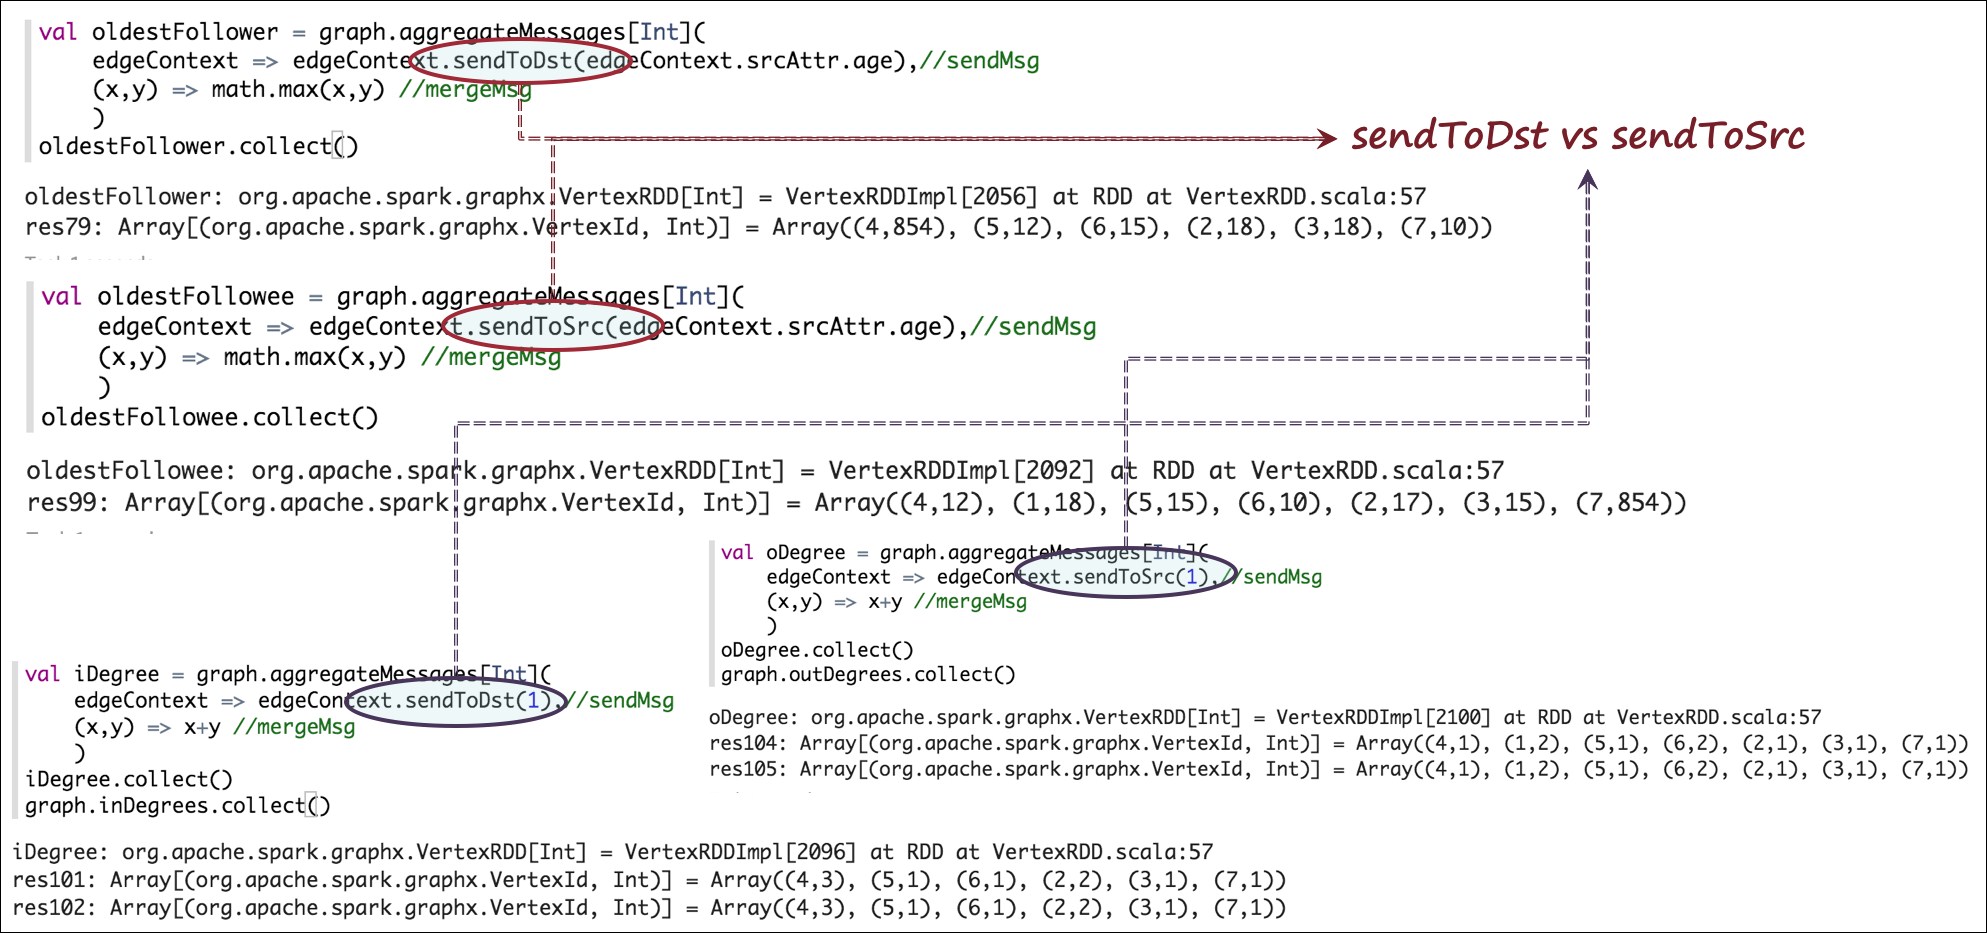 val oldestFollower = graph.aggregateMessages[Int](
edgeContext => edgeContext.sendToDst(edgeContext.srcAttr.age),//sendMsg
(x,y) => math.max(x,y) //mergeMsg
)
oldestFollower.collect()
sendToDst vs sendToSrc
oldestFollower: org.apache.spark.graphx.VertexRDD[Int] = VertexRDDImpl[2056] at RDD at VertexRDD.scala:57
res79: Array[(org.apache.spark.graphx.VertexId, Int)] = Array((4,854), (5,12), (6,15), (2,18), (3,18), (7,10))
val oldestFollowee = graph.aggregateMessages[Int](
edgeContext => edgeContext.sendToSrc(edgeContext.srcAttr.age),//sendMsg
(x,y) => math.max(x,y) //mergeMsg
)
oldestFollowee.collect()
oldestFollowee: org.apache.spark.graphx.VertexRDD[Int] = VertexRDDImpl[2092] at RDD at VertexRDD.scala:57
res99: Array[(org.apache.spark.graphx.VertexId, Int)] = Array((4,12), (1,18), (5,15), (6,10), (2,17), (3,15), (7,854))
val oDegree = graph.aggregateMessages[Int](
edgeContext => edgeContext.sendToSrc(1),//sendMsg
(x,y) => x+y //mergeMsg
)
oDegree.collect()
graph.outDegrees.collect()
oDegree: org.apache.spark.graphx.VertexRDD[Int] = VertexRDDImpl[2100] at RDD at VertexRDD.scala:57
res104: Array[(org.apache.spark.graphx.VertexId, Int)] = Array((4,1), (1,2), (5,1), (6,2), (2,1), (3,1), (7,1))
res105: Array[(org.apache.spark.graphx.VertexId, Int)] = Array((4,1), (1,2), (5,1), (6,2), (2,1), (3,1), (7,1))
val iDegree = graph.aggregateMessages[Int](
edgeContext => edgeContext.sendToDst(1),//sendMsg
(x,y) => x+y //mergeMsg
)
iDegree.collect()
graph.inDegrees.collect()
iDegree: org.apache.spark.graphx.VertexRDD[Int] = VertexRDDImpl[2096] at RDD at VertexRDD.scala:57
res101: Array[(org.apache.spark.graphx.VertexId, Int)] = Array((4,3), (5,1), (6,1), (2,2), (3,1), (7,1))
res102: Array[(org.apache.spark.graphx.VertexId, Int)] = Array((4,3), (5,1), (6,1), (2,2), (3,1), (7,1))